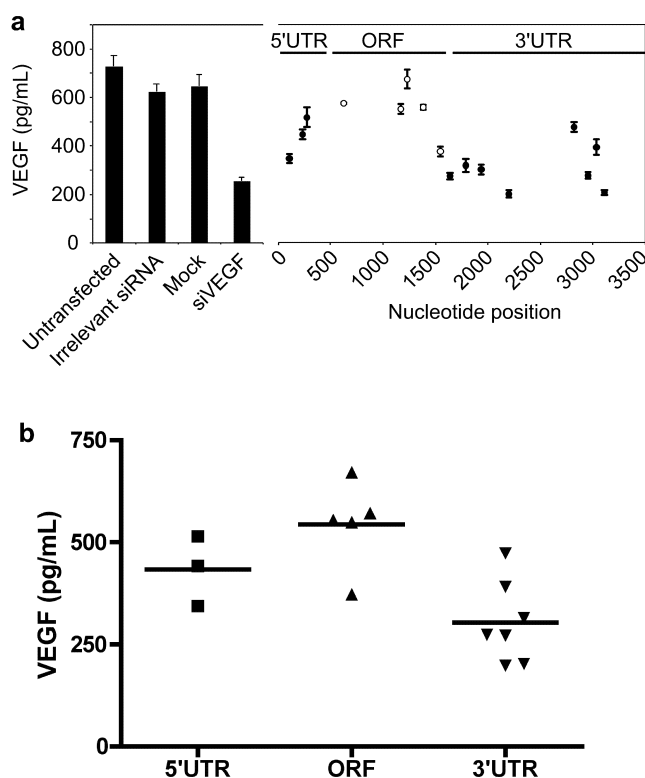 a
5'UTR ORF 3'UTR
VEGF (pg/mL)
800
600
400
200
0
Untransfected
Irrelevant siRNA
Mock
siVEGF
0 500 1000 1500 2000 2500 3000 3500
Nucleotide position
b
VEGF (pg/mL)
750
500
250
0
5'UTR ORF 3'UTR